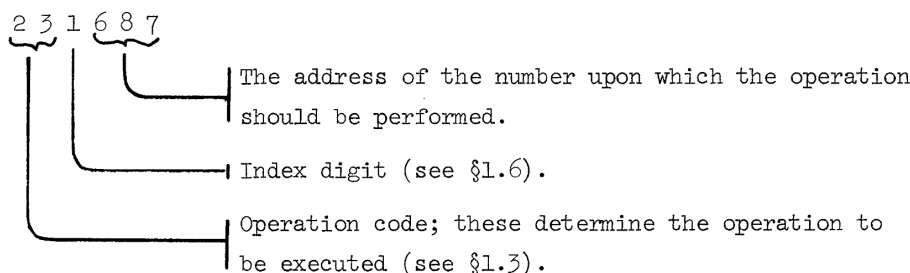 2 3 1 6 8 7
The address of the number upon which the operation
should be performed.
Index digit (see §1.6).
Operation code; these determine the operation to
be executed (see §1.3).